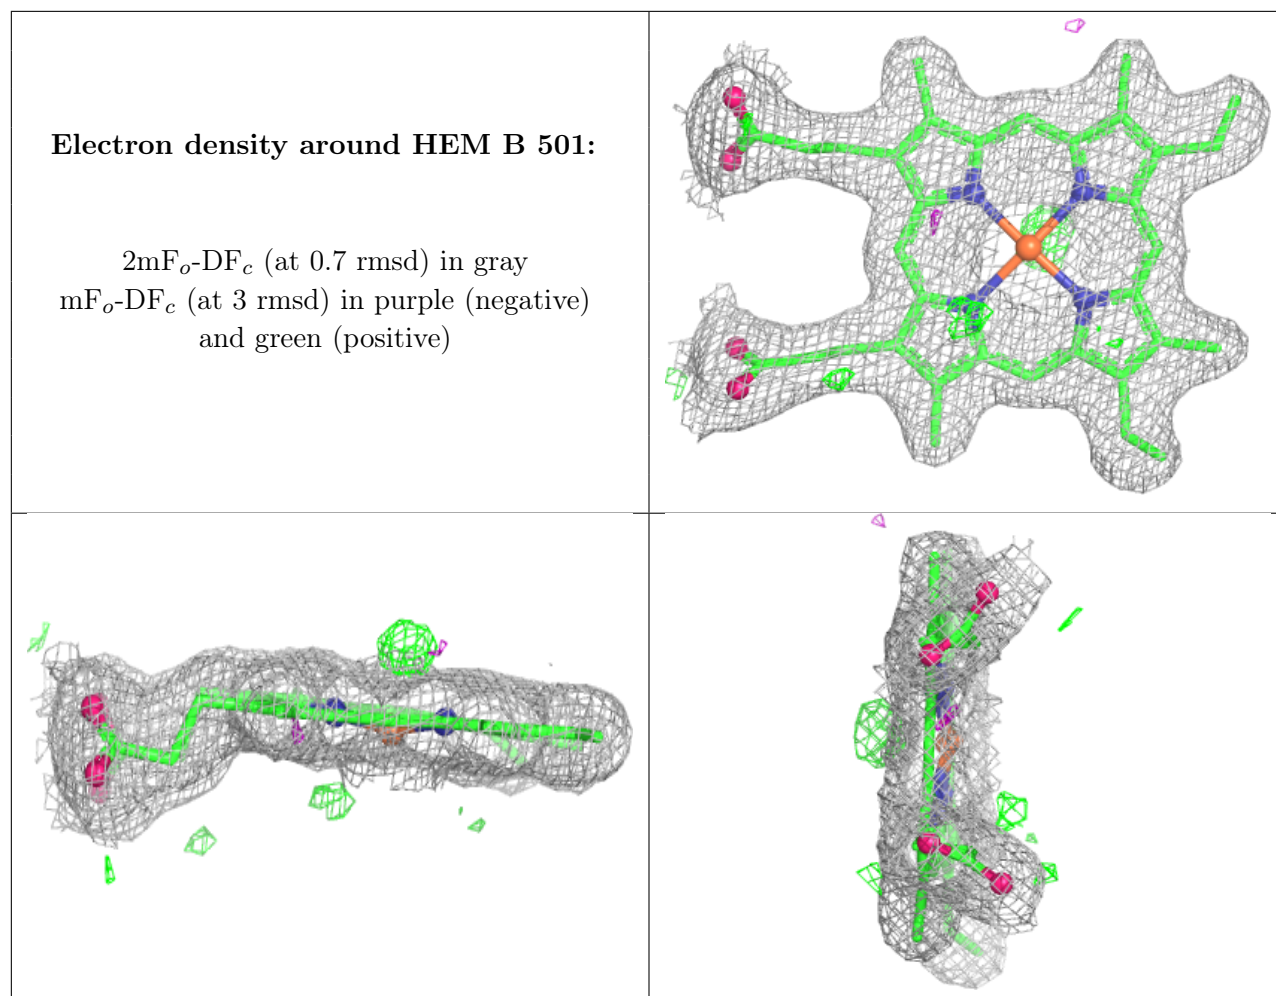 Electron density around HEM B 501:
2mFo-DFc (at 0.7 rmsd) in gray
mFo-DFc (at 3 rmsd) in purple (negative)
and green (positive)